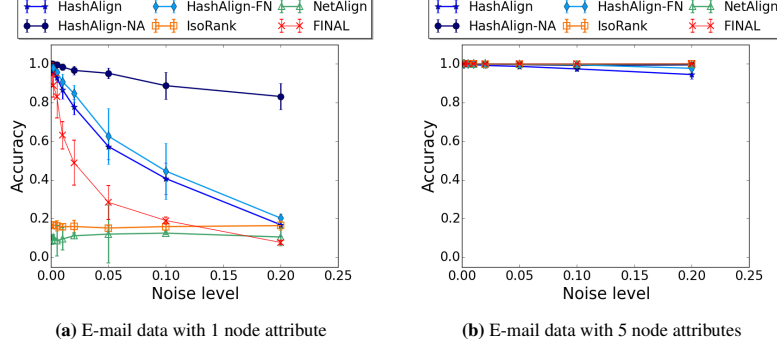 HashAlign HashAlign-FN NetAlign
HashAlign-NA IsoRank FINAL
Accuracy
1.0
0.8
0.6
0.4
0.2
0.0
0.00 0.05 0.10 0.15 0.20 0.25
Noise level
(a) E-mail data with 1 node attribute
HashAlign HashAlign-FN NetAlign
HashAlign-NA IsoRank FINAL
Accuracy
1.0
0.8
0.6
0.4
0.2
0.0
0.00 0.05 0.10 0.15 0.20 0.25
Noise level
(b) E-mail data with 5 node attributes